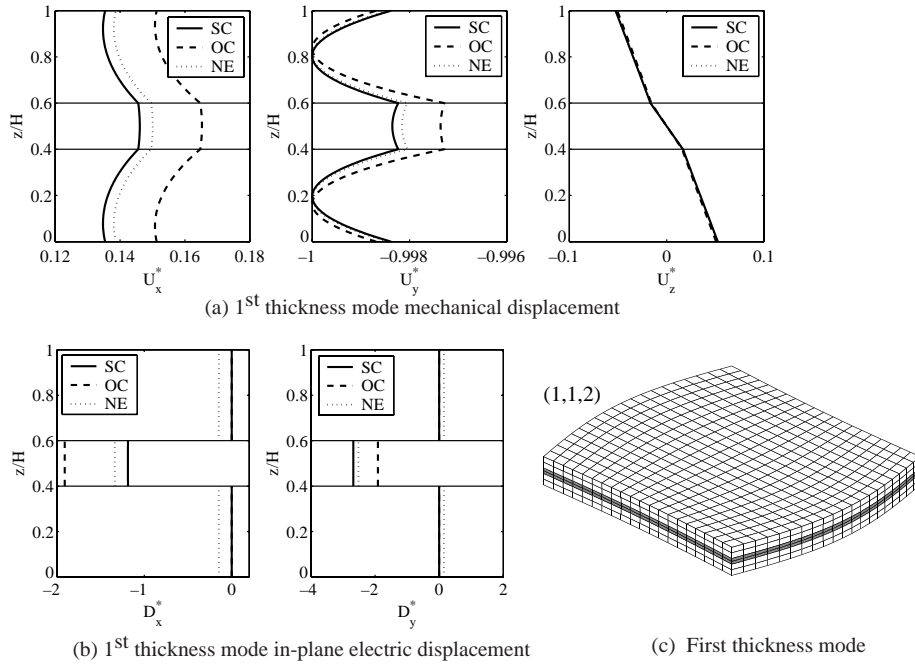 1
0.8
0.6
0.4
0.2
0
z/H
SC
OC
NE
0.12 0.14 0.16 0.18
U*x
1
0.8
0.6
0.4
0.2
0
z/H
SC
OC
NE
−1 −0.998 −0.996
U*y
1
0.8
0.6
0.4
0.2
0
z/H
SC
OC
NE
−0.1 0 0.1
U*z
(a) 1st thickness mode mechanical displacement
1
0.8
0.6
0.4
0.2
0
z/H
SC
OC
NE
−2 −1 0
D*x
1
0.8
0.6
0.4
0.2
0
z/H
SC
OC
NE
−4 −2 0 2
D*y
(b) 1st thickness mode in-plane electric displacement
(1,1,2)
(c) First thickness mode